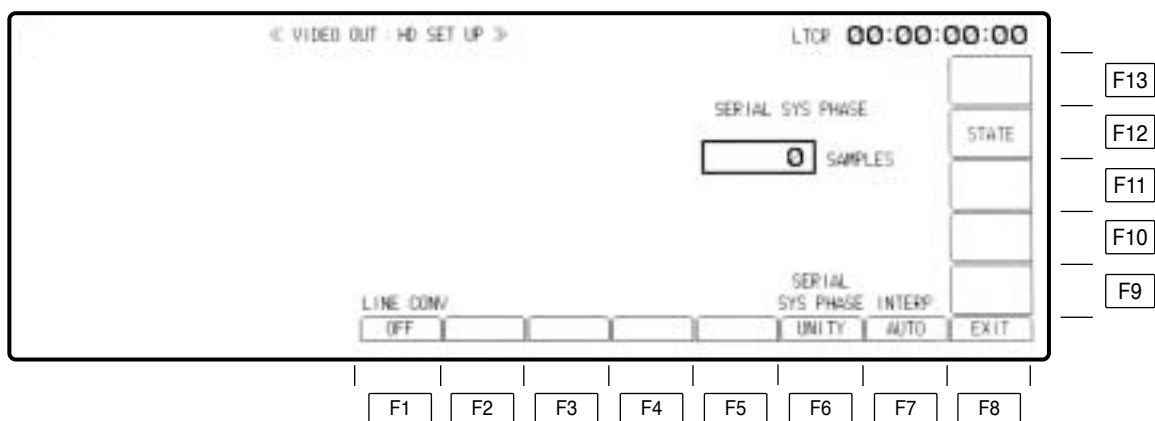 ≪ VIDEO OUT : HD SET UP ≫
LTCR 00:00:00:00
F13
SERIAL SYS PHASE
STATE
F12
0 SAMPLES
F11
F10
F9
SERIAL
LINE CONV
SYS PHASE
INTERP
OFF
UNITY
AUTO
EXIT
F1
F2
F3
F4
F5
F6
F7
F8